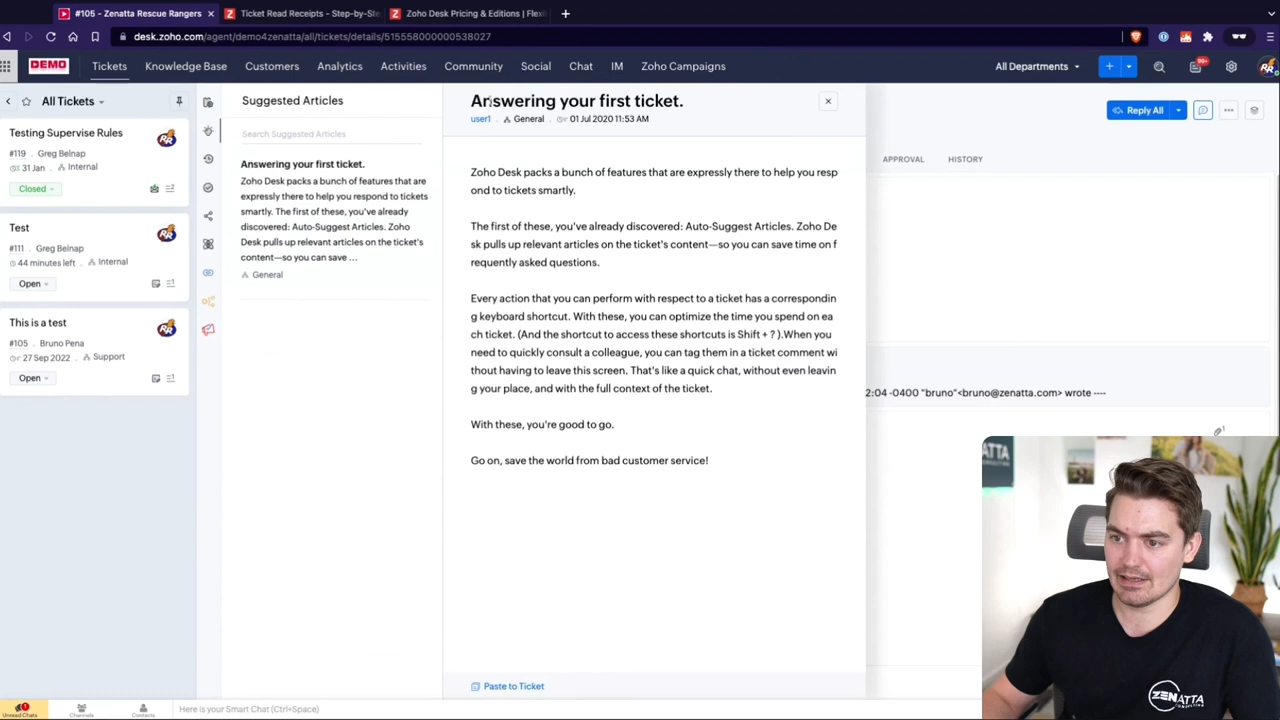 #105 - Zenatta Rescue Rangers
Ticket Read Receipts - Step-by-Ste
Zoho Desk Pricing & Editions | Flexi
desk.zoho.com/agent/demo4zenatta/all/tickets/details/515558000000538027
DEMO
Tickets
Knowledge Base
Customers
Analytics
Activities
Community
Social
Chat
IM
Zoho Campaigns
All Departments
99+
All Tickets
Testing Supervise Rules
#119 . Greg Belnap
31 Jan . Internal
Closed
Test
#111 . Greg Belnap
44 minutes left . Internal
Open
This is a test
#105 . Bruno Pena
27 Sep 2022 . Support
Open
Suggested Articles
Search Suggested Articles
Answering your first ticket.
Zoho Desk packs a bunch of features that are
expressly there to help you respond to tickets
smartly. The first of these, you've already
discovered: Auto-Suggest Articles. Zoho
Desk pulls up relevant articles on the ticket's
content—so you can save ...
General
Answering your first ticket.
user1 . General . 01 Jul 2020 11:53 AM
Zoho Desk packs a bunch of features that are expressly there to help you resp
ond to tickets smartly.
The first of these, you've already discovered: Auto-Suggest Articles. Zoho De
sk pulls up relevant articles on the ticket's content—so you can save time on f
requently asked questions.
Every action that you can perform with respect to a ticket has a correspondin
g keyboard shortcut. With these, you can optimize the time you spend on ea
ch ticket. (And the shortcut to access these shortcuts is Shift + ? ).When you
need to quickly consult a colleague, you can tag them in a ticket comment wi
thout having to leave this screen. That's like a quick chat, without even leavin
g your place, and with the full context of the ticket.
With these, you're good to go.
Go on, save the world from bad customer service!
Paste to Ticket
Reply All
APPROVAL
HISTORY
2:04 -0400 "bruno"<bruno@zenatta.com> wrote ----
1
Unread Chats
Channels
Contacts
Here is your Smart Chat (Ctrl+Space)
ENATTA
CONSULTING
ZENATTA
CONSULTING